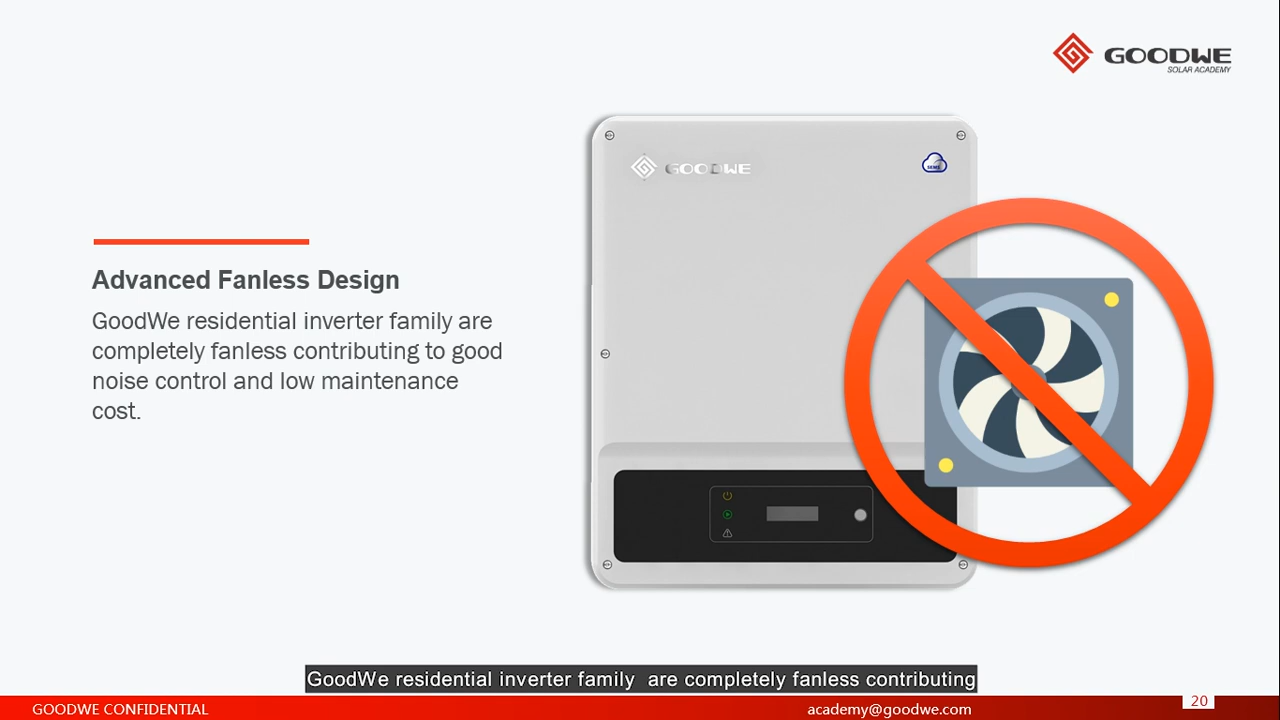 GOODWE
SOLAR ACADEMY
GOODWE
SEMS
Advanced Fanless Design
GoodWe residential inverter family are
completely fanless contributing to good
noise control and low maintenance
cost.
GoodWe residential inverter family  are completely fanless contributing
GOODWE CONFIDENTIAL
academy@goodwe.com
20